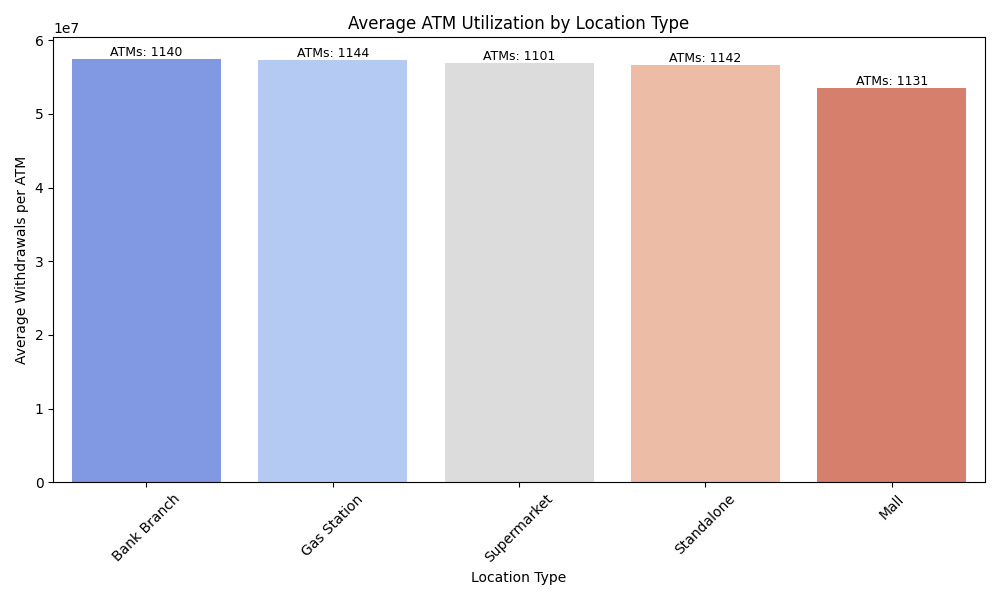 Average ATM Utilization by Location Type
1e7
Average Withdrawals per ATM
6
5
4
3
2
1
0
ATMs: 1140
ATMs: 1144
ATMs: 1101
ATMs: 1142
ATMs: 1131
Bank Branch
Gas Station
Supermarket
Standalone
Mall
Location Type